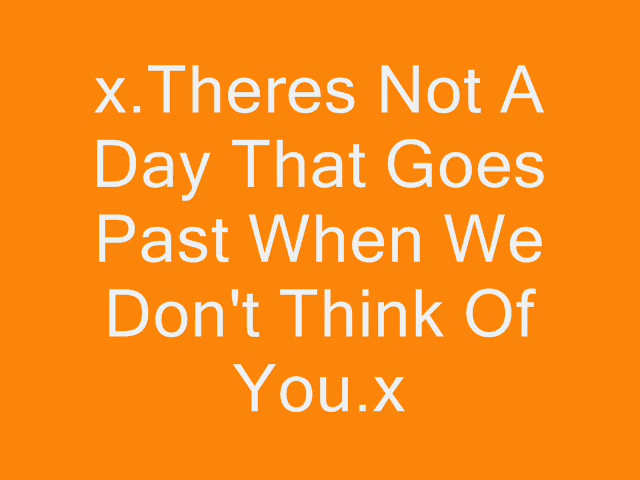 x.Theres Not A
Day That Goes
Past When We
Don't Think Of
You.x